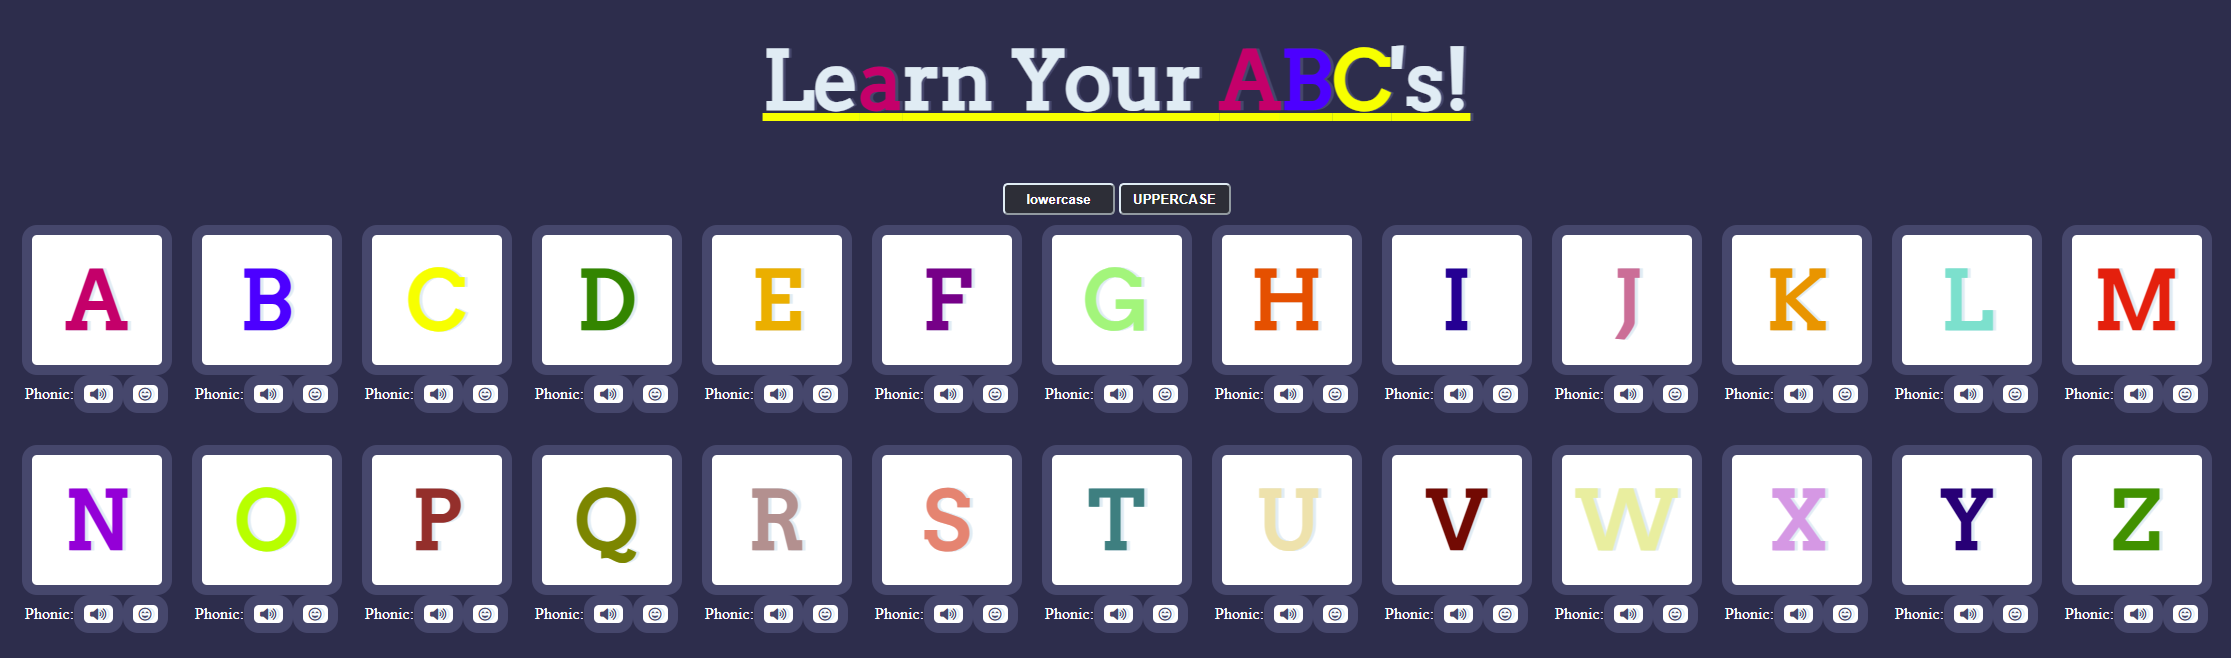 Learn Your ABC's!
lowercase UPPERCASE
A B C D E F G H I J K L M
Phonic: Phonic: Phonic: Phonic: Phonic: Phonic: Phonic: Phonic: Phonic: Phonic: Phonic: Phonic: Phonic:
N O P Q R S T U V W X Y Z
Phonic: Phonic: Phonic: Phonic: Phonic: Phonic: Phonic: Phonic: Phonic: Phonic: Phonic: Phonic: Phonic: